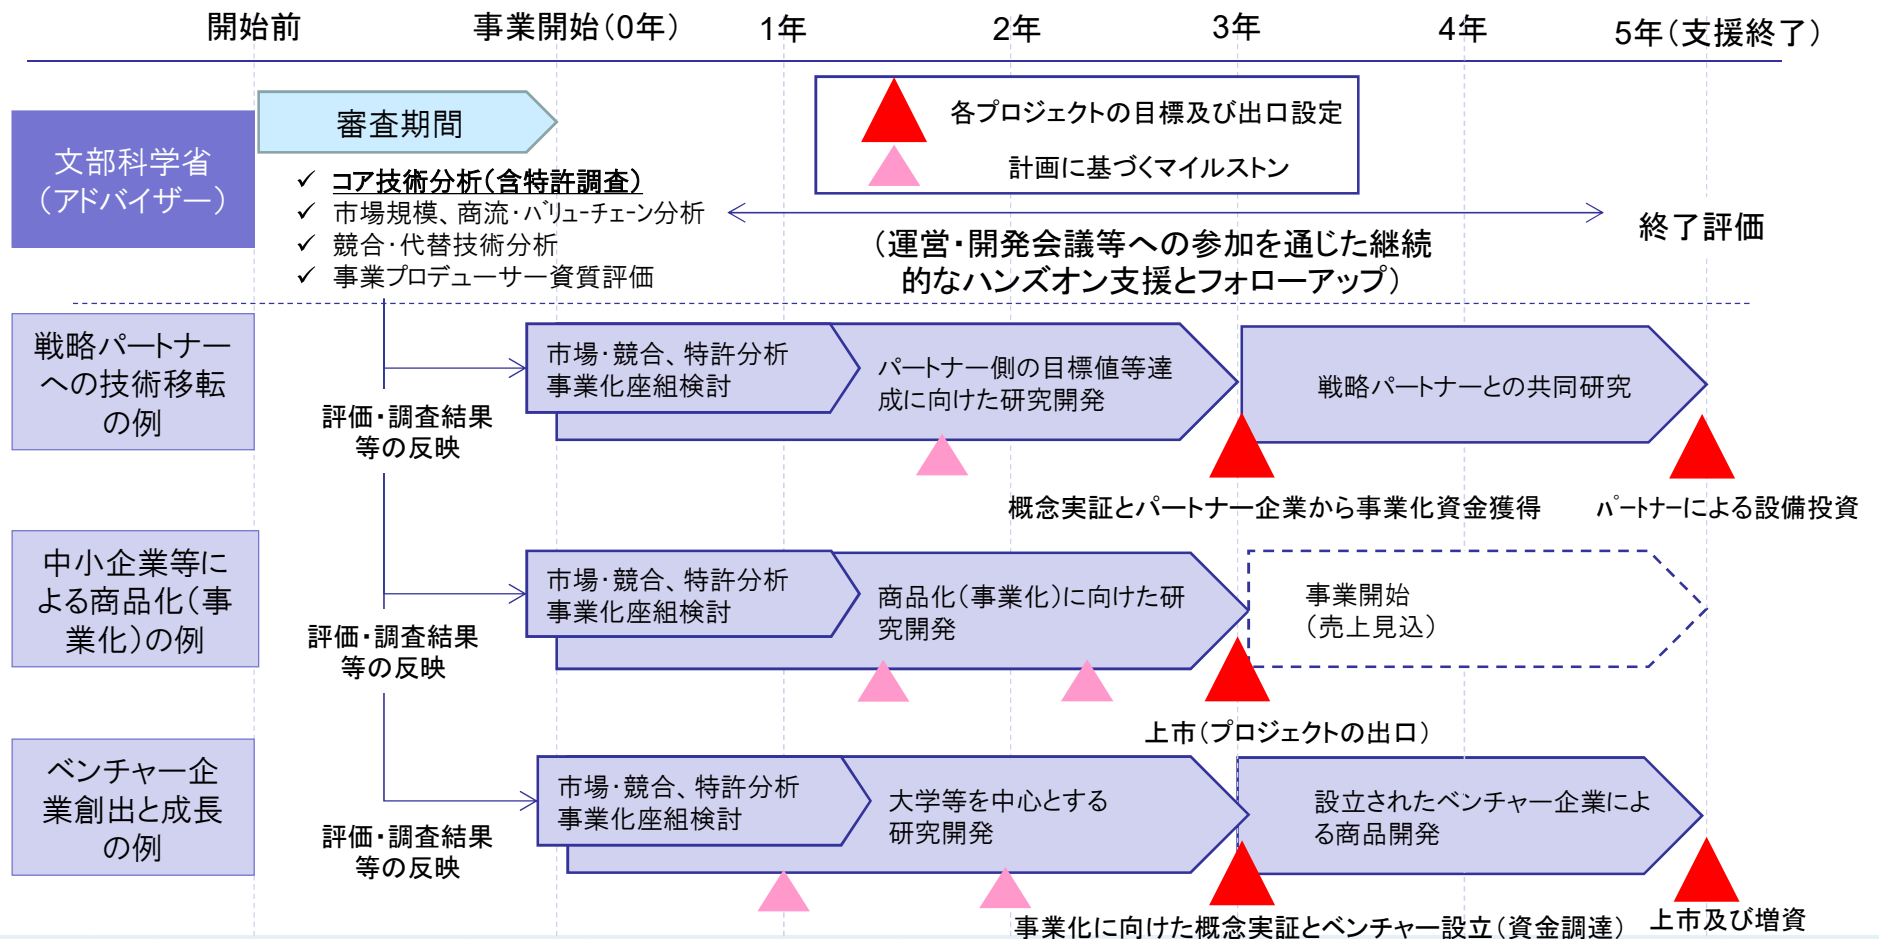 開始前
事業開始(0年)
1年
2年
3年
4年
5年(支援終了)
文部科学省
(アドバイザー)
審査期間
✓ コア技術分析(含特許調査)
✓ 市場規模、商流・バリューチェーン分析
✓ 競合・代替技術分析
✓ 事業プロデューサー資質評価
各プロジェクトの目標及び出口設定
計画に基づくマイルストン
(運営・開発会議等への参加を通じた継続
的なハンズオン支援とフォローアップ)
終了評価
戦略パートナー
への技術移転
の例
評価・調査結果
等の反映
市場・競合、特許分析
事業化座組検討
パートナー側の目標値等達
成に向けた研究開発
戦略パートナーとの共同研究
概念実証とパートナー企業から事業化資金獲得
パートナーによる設備投資
中小企業等に
よる商品化(事
業化)の例
評価・調査結果
等の反映
市場・競合、特許分析
事業化座組検討
商品化(事業化)に向けた研
究開発
事業開始
(売上見込)
上市(プロジェクトの出口)
ベンチャー企
業創出と成長
の例
評価・調査結果
等の反映
市場・競合、特許分析
事業化座組検討
大学等を中心とする
研究開発
設立されたベンチャー企業によ
る商品開発
事業化に向けた概念実証とベンチャー設立(資金調達)
上市及び増資